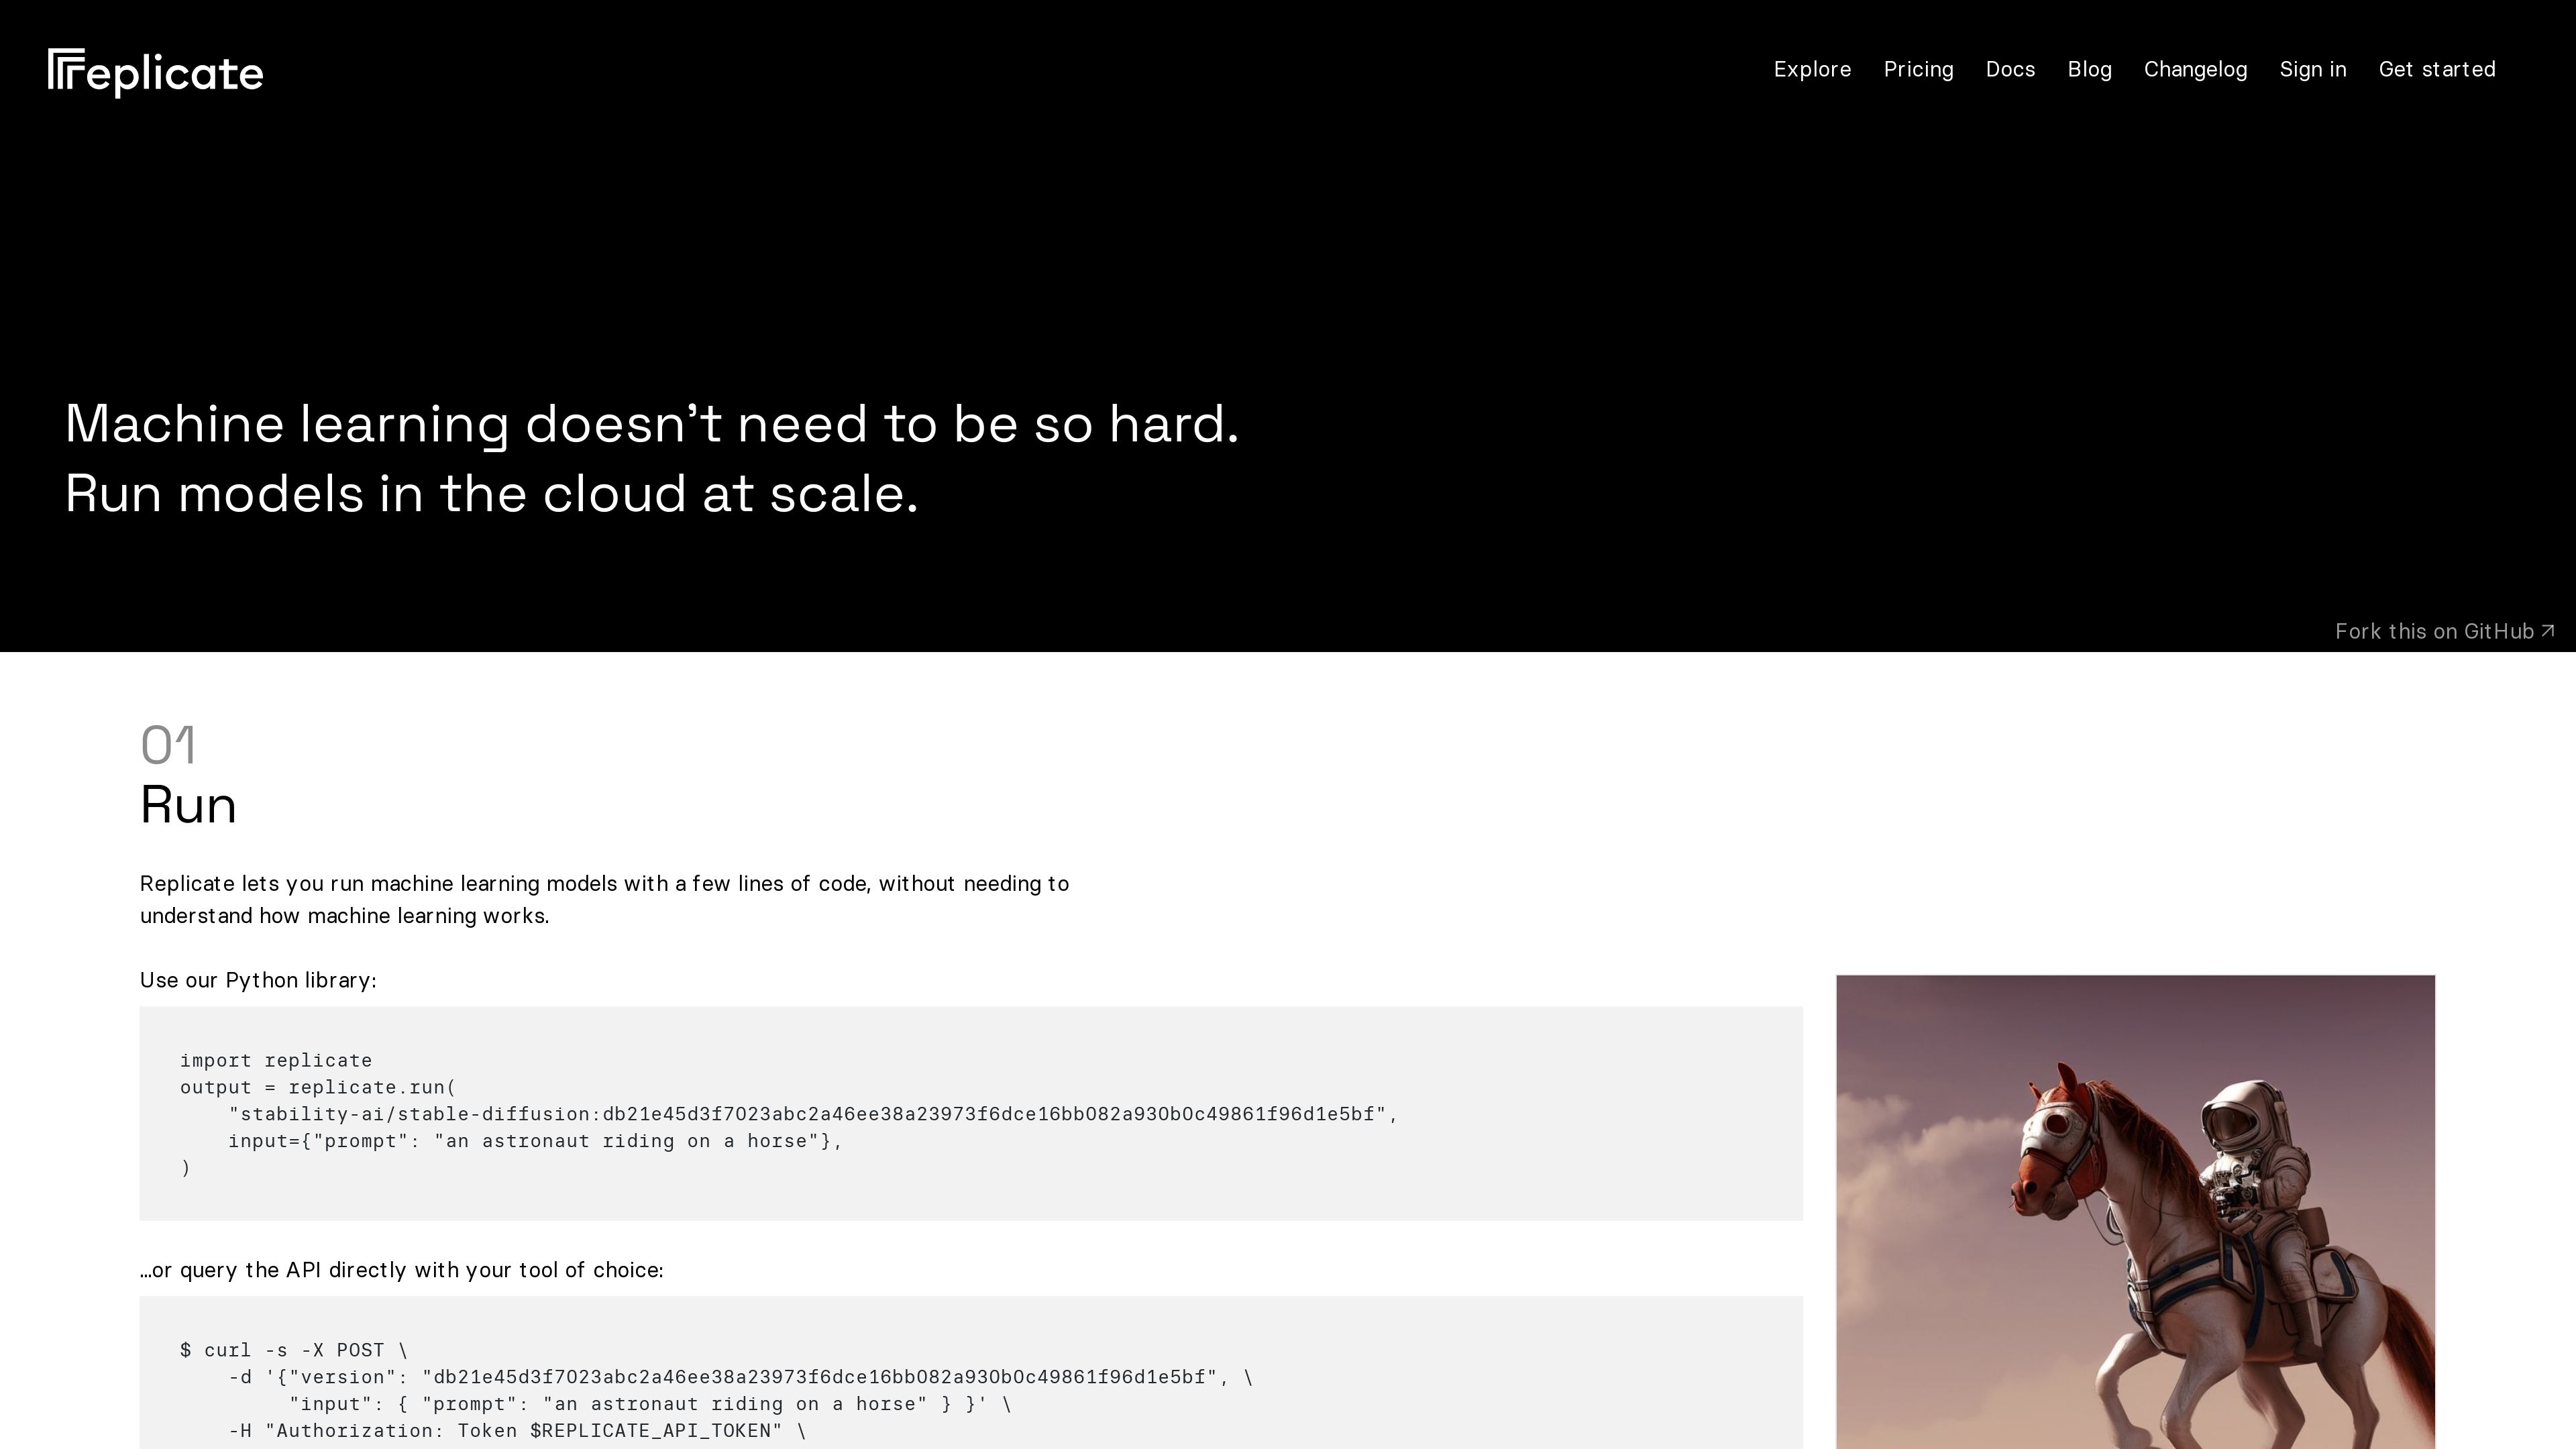 replicate
Explore Pricing Docs Blog Changelog Sign in Get started
Machine learning doesn't need to be so hard.
Run models in the cloud at scale.
Fork this on GitHub ↗
01
Run
Replicate lets you run machine learning models with a few lines of code, without needing to
understand how machine learning works.
Use our Python library:
import replicate
output = replicate.run(
    "stability-ai/stable-diffusion:db21e45d3f7023abc2a46ee38a23973f6dce16bb082a930b0c49861f96d1e5bf",
    input={"prompt": "an astronaut riding on a horse"},
)
...or query the API directly with your tool of choice:
$ curl -s -X POST \
    -d '{"version": "db21e45d3f7023abc2a46ee38a23973f6dce16bb082a930b0c49861f96d1e5bf", \
         "input": { "prompt": "an astronaut riding on a horse" } }' \
    -H "Authorization: Token $REPLICATE_API_TOKEN" \